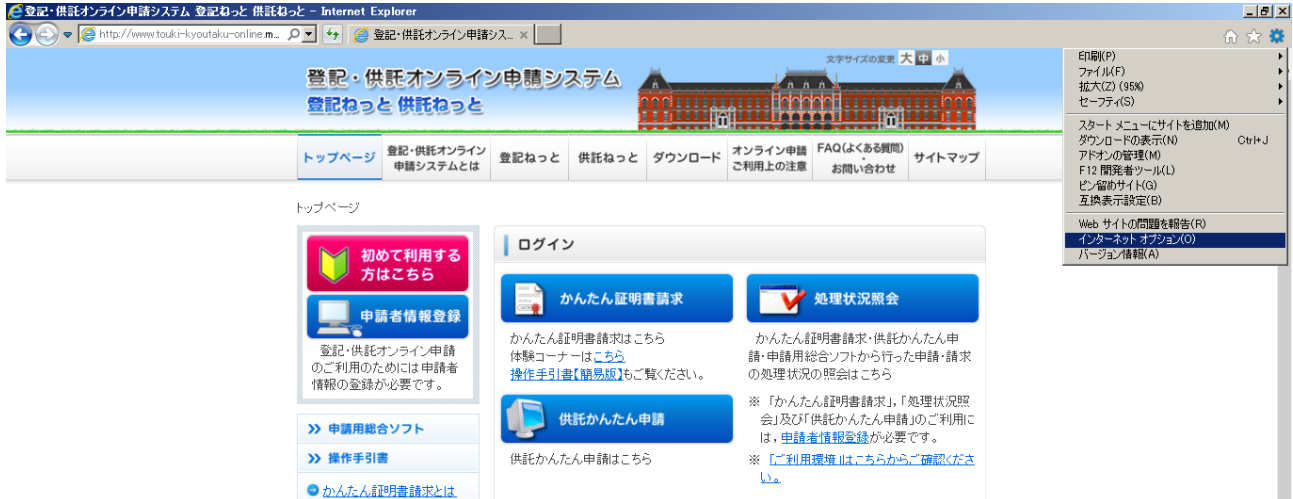 登記・供託オンライン申請システム 登記ねっと 供託ねっと - Internet Explorer
http://www.touki-kyoutaku-online.m...
登記・供託オンライン申請シス...
文字サイズの変更 大 中 小
登記・供託オンライン申請システム
登記ねっと 供託ねっと
トップページ
登記・供託オンライン
申請システムとは
登記ねっと
供託ねっと
ダウンロード
オンライン申請
ご利用上の注意
FAQ(よくある質問)
・
お問い合わせ
サイトマップ
印刷(P)
ファイル(F)
拡大(Z) (95%)
セーフティ(S)
スタート メニューにサイトを追加(M)
ダウンロードの表示(N) Ctrl+J
アドオンの管理(M)
F12 開発者ツール(L)
ピン留めサイト(G)
互換表示設定(B)
Web サイトの問題を報告(R)
インターネット オプション(O)
バージョン情報(A)
トップページ
初めて利用する
方はこちら
申請者情報登録
登記・供託オンライン申請
のご利用のためには申請者
情報の登録が必要です。
申請用総合ソフト
操作手引書
かんたん証明書請求とは
ログイン
かんたん証明書請求
かんたん証明書請求はこちら
体験コーナーはこちら
操作手引書【簡易版】もご覧ください。
供託かんたん申請
供託かんたん申請はこちら
処理状況照会
かんたん証明書請求・供託かんたん申
請・申請用総合ソフトから行った申請・請求
の処理状況の照会はこちら
※ 「かんたん証明書請求」,「処理状況照
会」及び「供託かんたん申請」のご利用に
は,申請者情報登録が必要です。
※ 「ご利用環境」はこちらからご確認くださ
い。